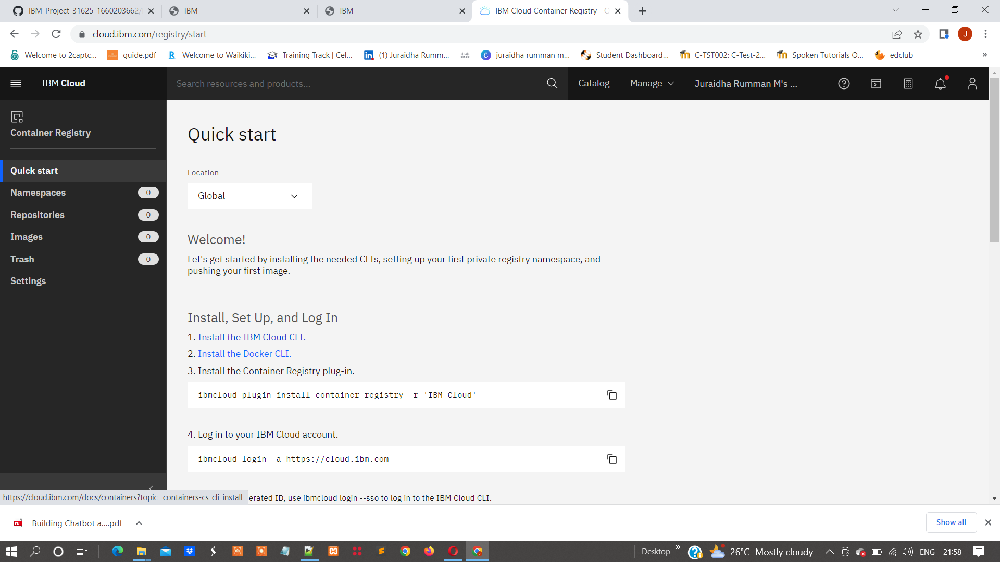 IBM-Project-31625-1660203662/
IBM
IBM
IBM Cloud Container Registry - 
cloud.ibm.com/registry/start
J
Welcome to 2captc...
guide.pdf
R
Welcome to Waikiki...
Training Track | Cel...
in
(1) Juraidha Rumm...
cisco
C
juraidha rumman m...
Student Dashboard...
C-TST002: C-Test-2...
Spoken Tutorials O...
edclub
»
IBM Cloud
Search resources and products...
Catalog
Manage
Juraidha Rumman M's ...
Container Registry
Quick start
Namespaces 0
Repositories 0
Images 0
Trash 0
Settings
Quick start
Location
Global
Welcome!
Let's get started by installing the needed CLIs, setting up your first private registry namespace, and
pushing your first image.
Install, Set Up, and Log In
1. Install the IBM Cloud CLI.
2. Install the Docker CLI.
3. Install the Container Registry plug-in.
ibmcloud plugin install container-registry -r 'IBM Cloud'
4. Log in to your IBM Cloud account.
ibmcloud login -a https://cloud.ibm.com
erated ID, use ibmcloud login --sso to log in to the IBM Cloud CLI.
https://cloud.ibm.com/docs/containers?topic=containers-cs_cli_install
PDF
Building Chatbot a....pdf
Show all
Desktop
»
26°C Mostly cloudy
ENG
21:58